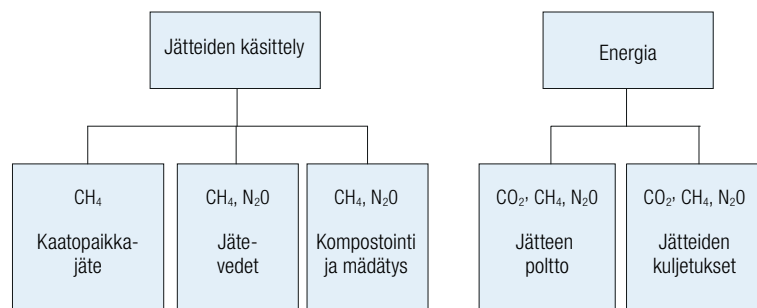 Jätteiden käsittely
Energia
CH₄
Kaatopaikka-
jäte
CH₄, N₂O
Jäte-
vedet
CH₄, N₂O
Kompostointi
ja mädätys
CO₂, CH₄, N₂O
Jätteen
poltto
CO₂, CH₄, N₂O
Jätteiden
kuljetukset